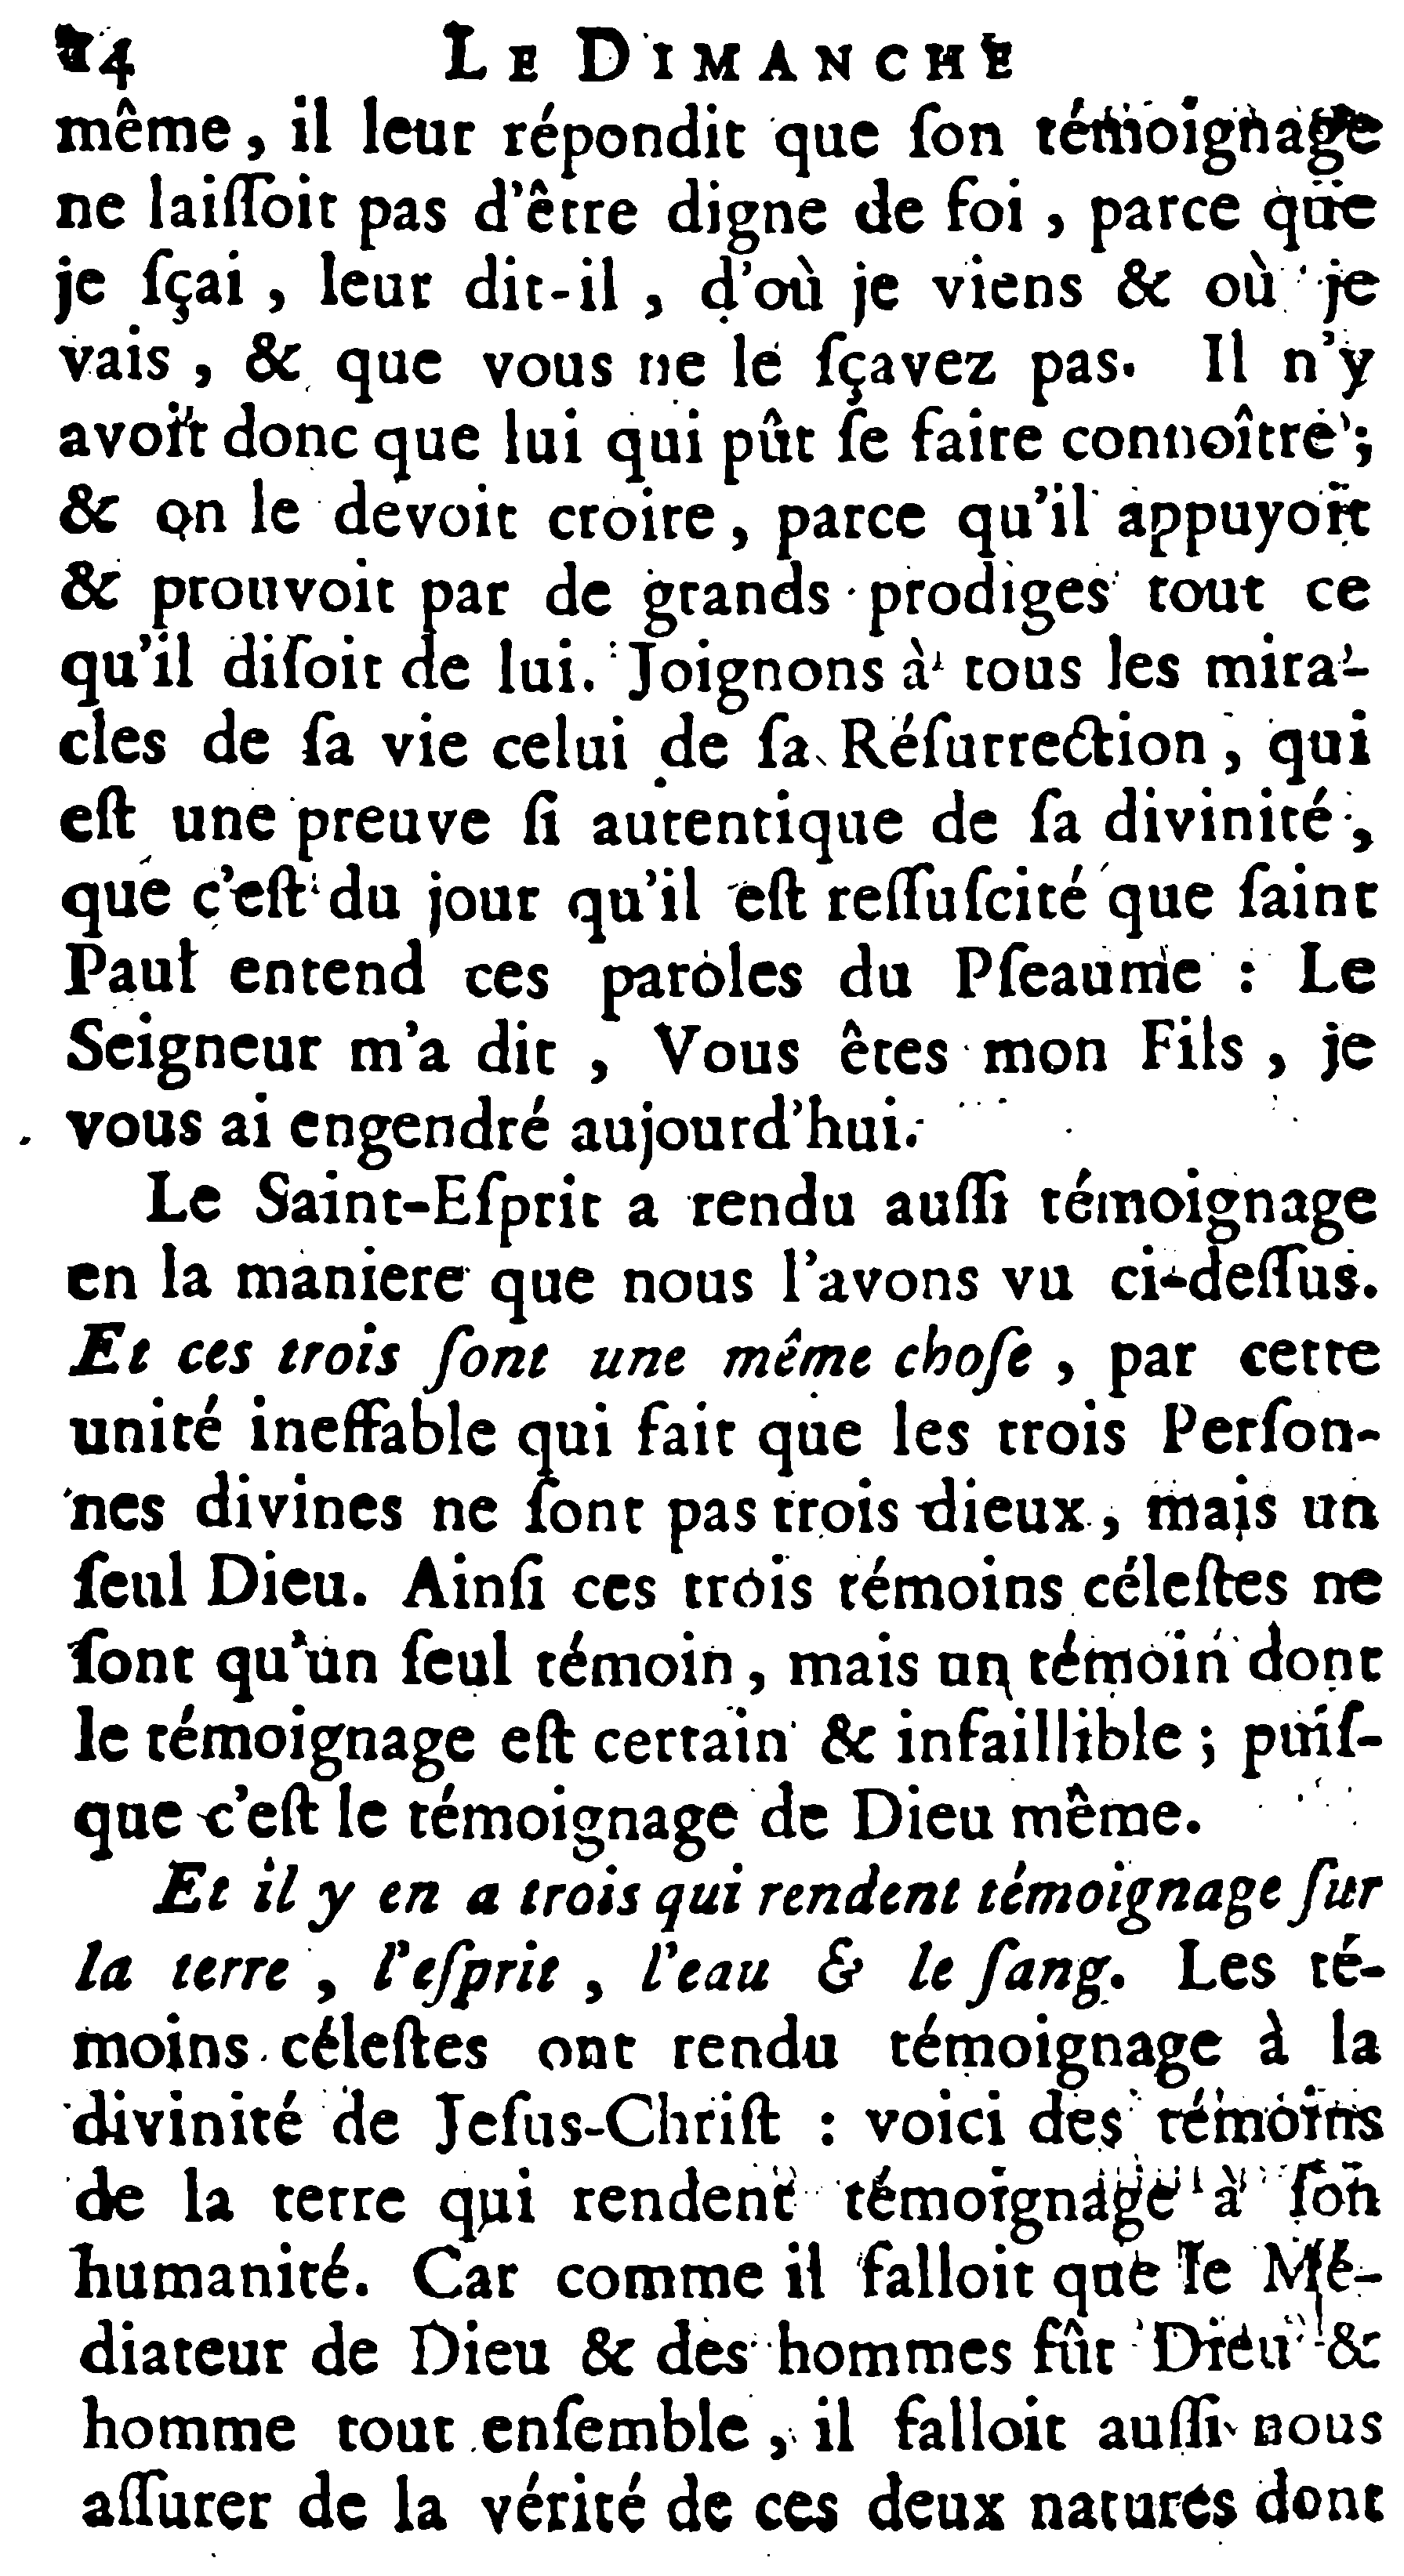 14 LE DIMANCHE
même, il leur répondit que ſon témoignage
ne laiſſoit pas d'être digne de foi, parce que
je ſçai, leur dit-il, d'où je viens & où je
vais, & que vous ne le ſçavez pas. Il n'y
avoit donc que lui qui pût ſe faire connoître;
& on le devoit croire, parce qu'il appuyoit
& prouvoit par de grands prodiges tout ce
qu'il diſoit de lui. Joignons à tous les mira-
cles de ſa vie celui de ſa Réſurrection, qui
eſt une preuve ſi autentique de ſa divinité,
que c'eſt du jour qu'il eſt reſſuſcité que ſaint
Paul entend ces paroles du Pſeaume : Le
Seigneur m'a dit, Vous êtes mon Fils, je
vous ai engendré aujourd'hui.
Le Saint-Eſprit a rendu auſſi témoignage
en la maniere que nous l'avons vu ci-deſſus.
Et ces trois ſont une même choſe, par cette
unité ineffable qui fait que les trois Perſon-
nes divines ne ſont pas trois dieux, mais un
ſeul Dieu. Ainſi ces trois témoins céleſtes ne
ſont qu'un ſeul témoin, mais un témoin dont
le témoignage eſt certain & infaillible; puiſ-
que c'eſt le témoignage de Dieu même.
Et il y en a trois qui rendent témoignage ſur
la terre, l'eſprit, l'eau & le ſang. Les té-
moins céleſtes ont rendu témoignage à la
divinité de Jeſus-Chriſt : voici des témoins
de la terre qui rendent témoignage à ſon
humanité. Car comme il falloit que le Mé-
diateur de Dieu & des hommes fût Dieu &
homme tout enſemble, il falloit auſſi nous
aſſurer de la vérité de ces deux natures dont